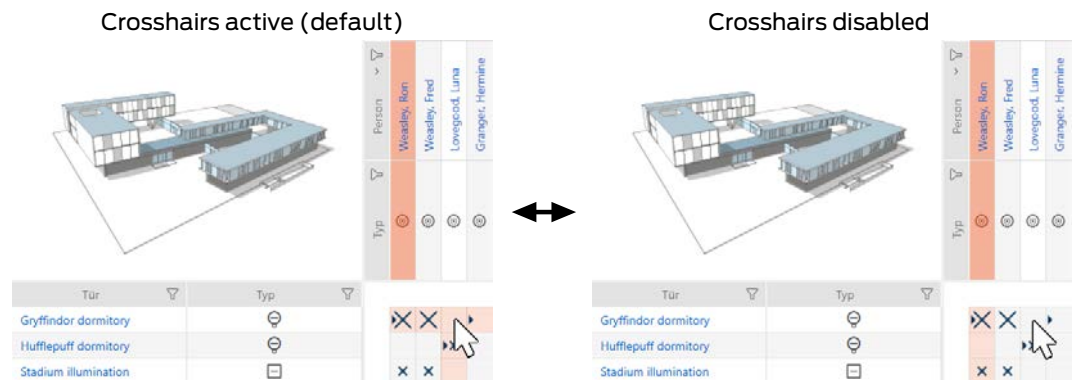 Crosshairs active (default)
Person
Weasley, Ron
Weasley, Fred
Lovegood, Luna
Granger, Hermine
Typ
Tür
Typ
Gryffindor dormitory
Hufflepuff dormitory
Stadium illumination
Crosshairs disabled
Person
Weasley, Ron
Weasley, Fred
Lovegood, Luna
Granger, Hermine
Typ
Tür
Typ
Gryffindor dormitory
Hufflepuff dormitory
Stadium illumination